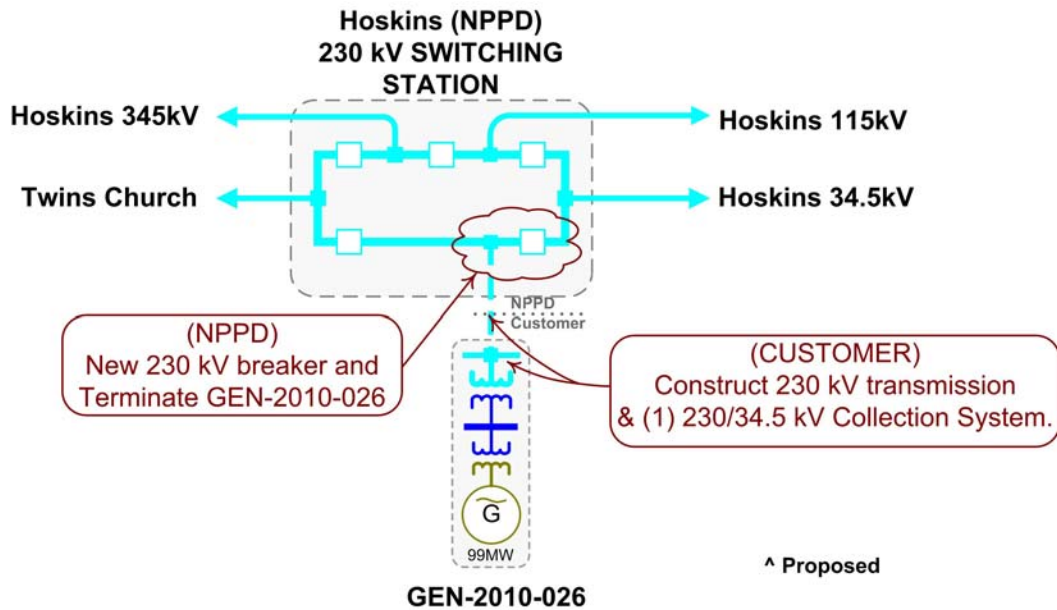 Hoskins (NPPD)
230 kV SWITCHING
STATION
Hoskins 345kV
Hoskins 115kV
Twins Church
Hoskins 34.5kV
NPPD
Customer
(NPPD)
New 230 kV breaker and
Terminate GEN-2010-026
(CUSTOMER)
Construct 230 kV transmission
& (1) 230/34.5 kV Collection System.
G
99MW
^ Proposed
GEN-2010-026